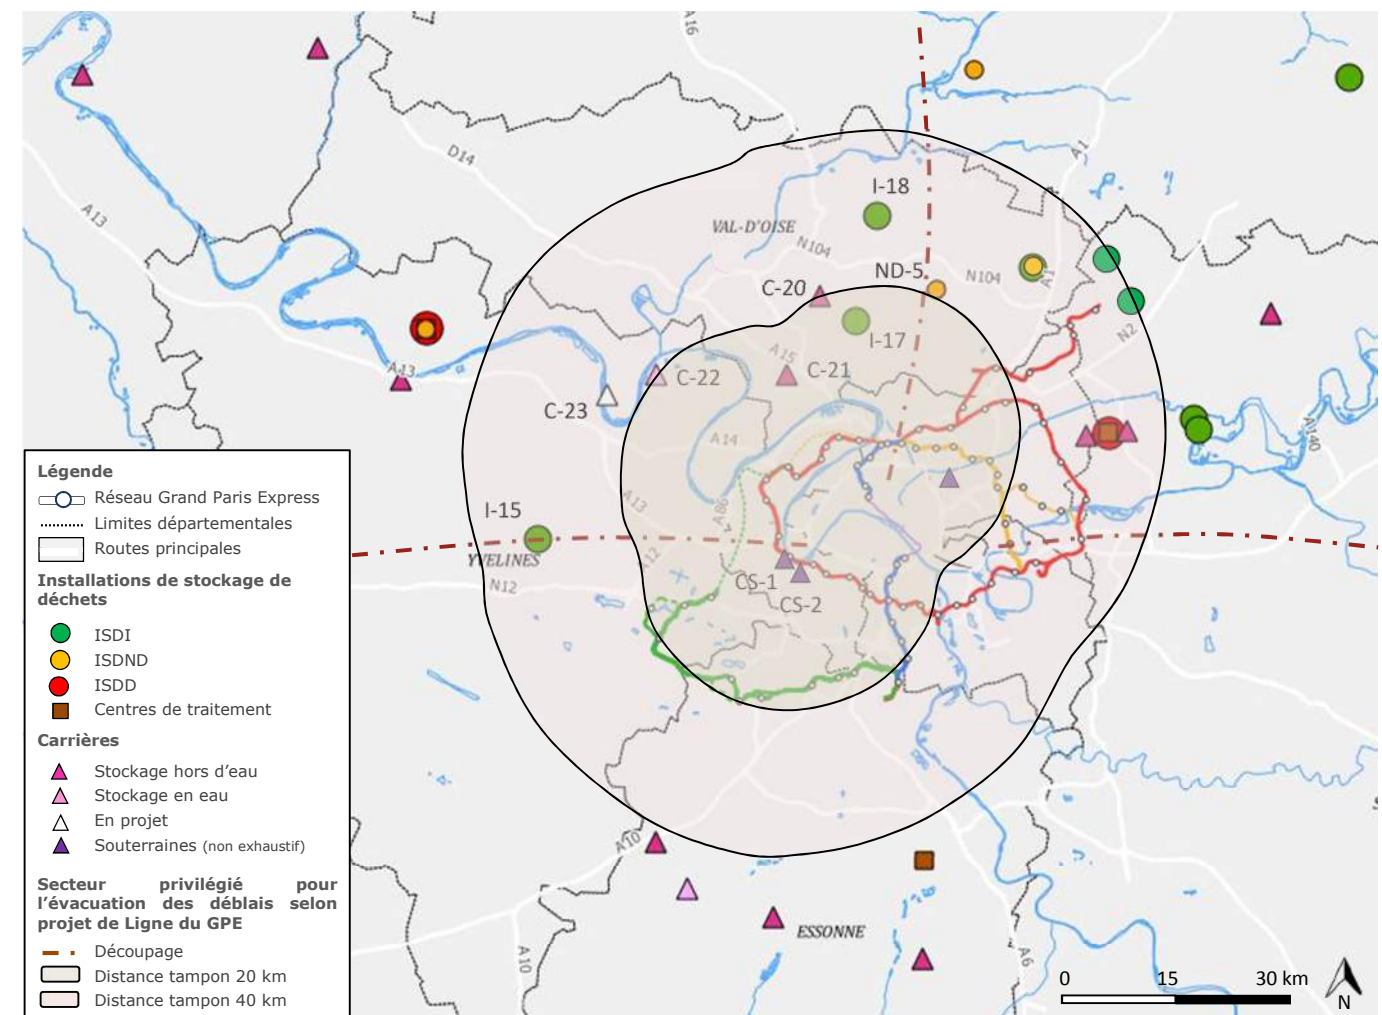 A16
D14
A13
A1
I-18
VAL-D'OISE
N104
ND-5
N104
A1
C-20
N2
I-17
A13
A15
C-22
C-21
C-23
A14
A140
A13
A86
I-15
YVELINES
A12
N12
CS-1
CS-2
A10
ESSONNE
A10
A6
Légende
Réseau Grand Paris Express
Limites départementales
Routes principales
Installations de stockage de
déchets
ISDI
ISDND
ISDD
Centres de traitement
Carrières
Stockage hors d'eau
Stockage en eau
En projet
Souterraines (non exhaustif)
Secteur privilégié pour
l'évacuation des déblais selon
projet de Ligne du GPE
Découpage
Distance tampon 20 km
Distance tampon 40 km
0 15 30 km
N